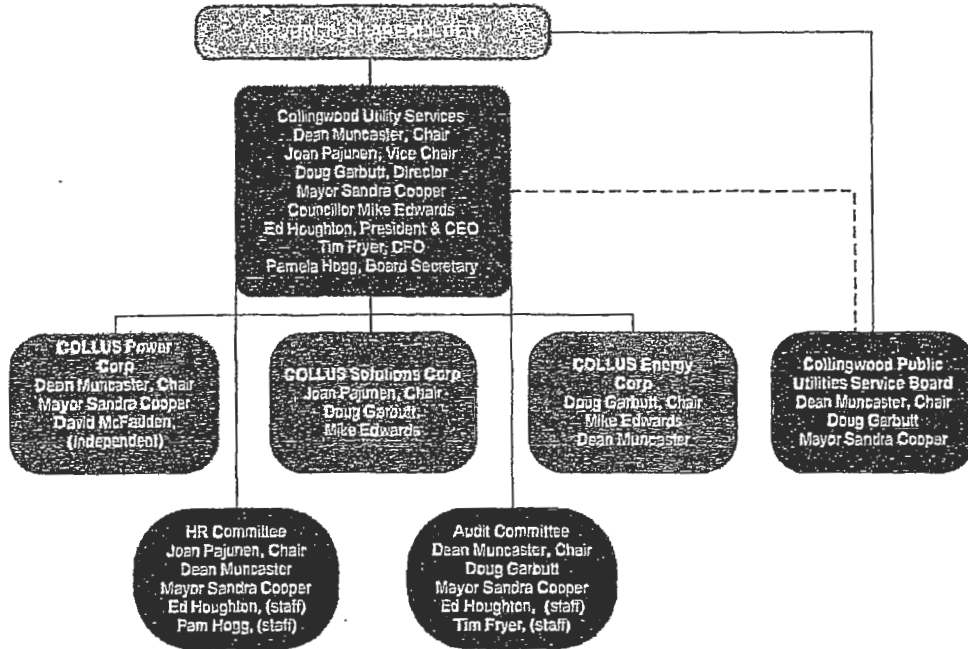 COUNCIL SHAREHOLDER
Collingwood Utility Services
Dean Muncaster, Chair
Joan Pajunen, Vice Chair
Doug Garbutt, Director
Mayor Sandra Cooper
Councillor Mike Edwards
Ed Houghton, President & CEO
Tim Fryer, CFO
Pamela Hogg, Board Secretary
COLLUS Power
Corp
Dean Muncaster, Chair
Mayor Sandra Cooper
David McFadden,
(independent)
COLLUS Solutions Corp
Joan Pajunen, Chair
Doug Garbutt,
Mike Edwards
COLLUS Energy
Corp
Doug Garbutt, Chair
Mike Edwards
Dean Muncaster
Collingwood Public
Utilities Service Board
Dean Muncaster, Chair
Doug Garbutt
Mayor Sandra Cooper
HR Committee
Joan Pajunen, Chair
Dean Muncaster
Mayor Sandra Cooper
Ed Houghton, (staff)
Pam Hogg, (staff)
Audit Committee
Dean Muncaster, Chair
Doug Garbutt
Mayor Sandra Cooper
Ed Houghton, (staff)
Tim Fryer, (staff)